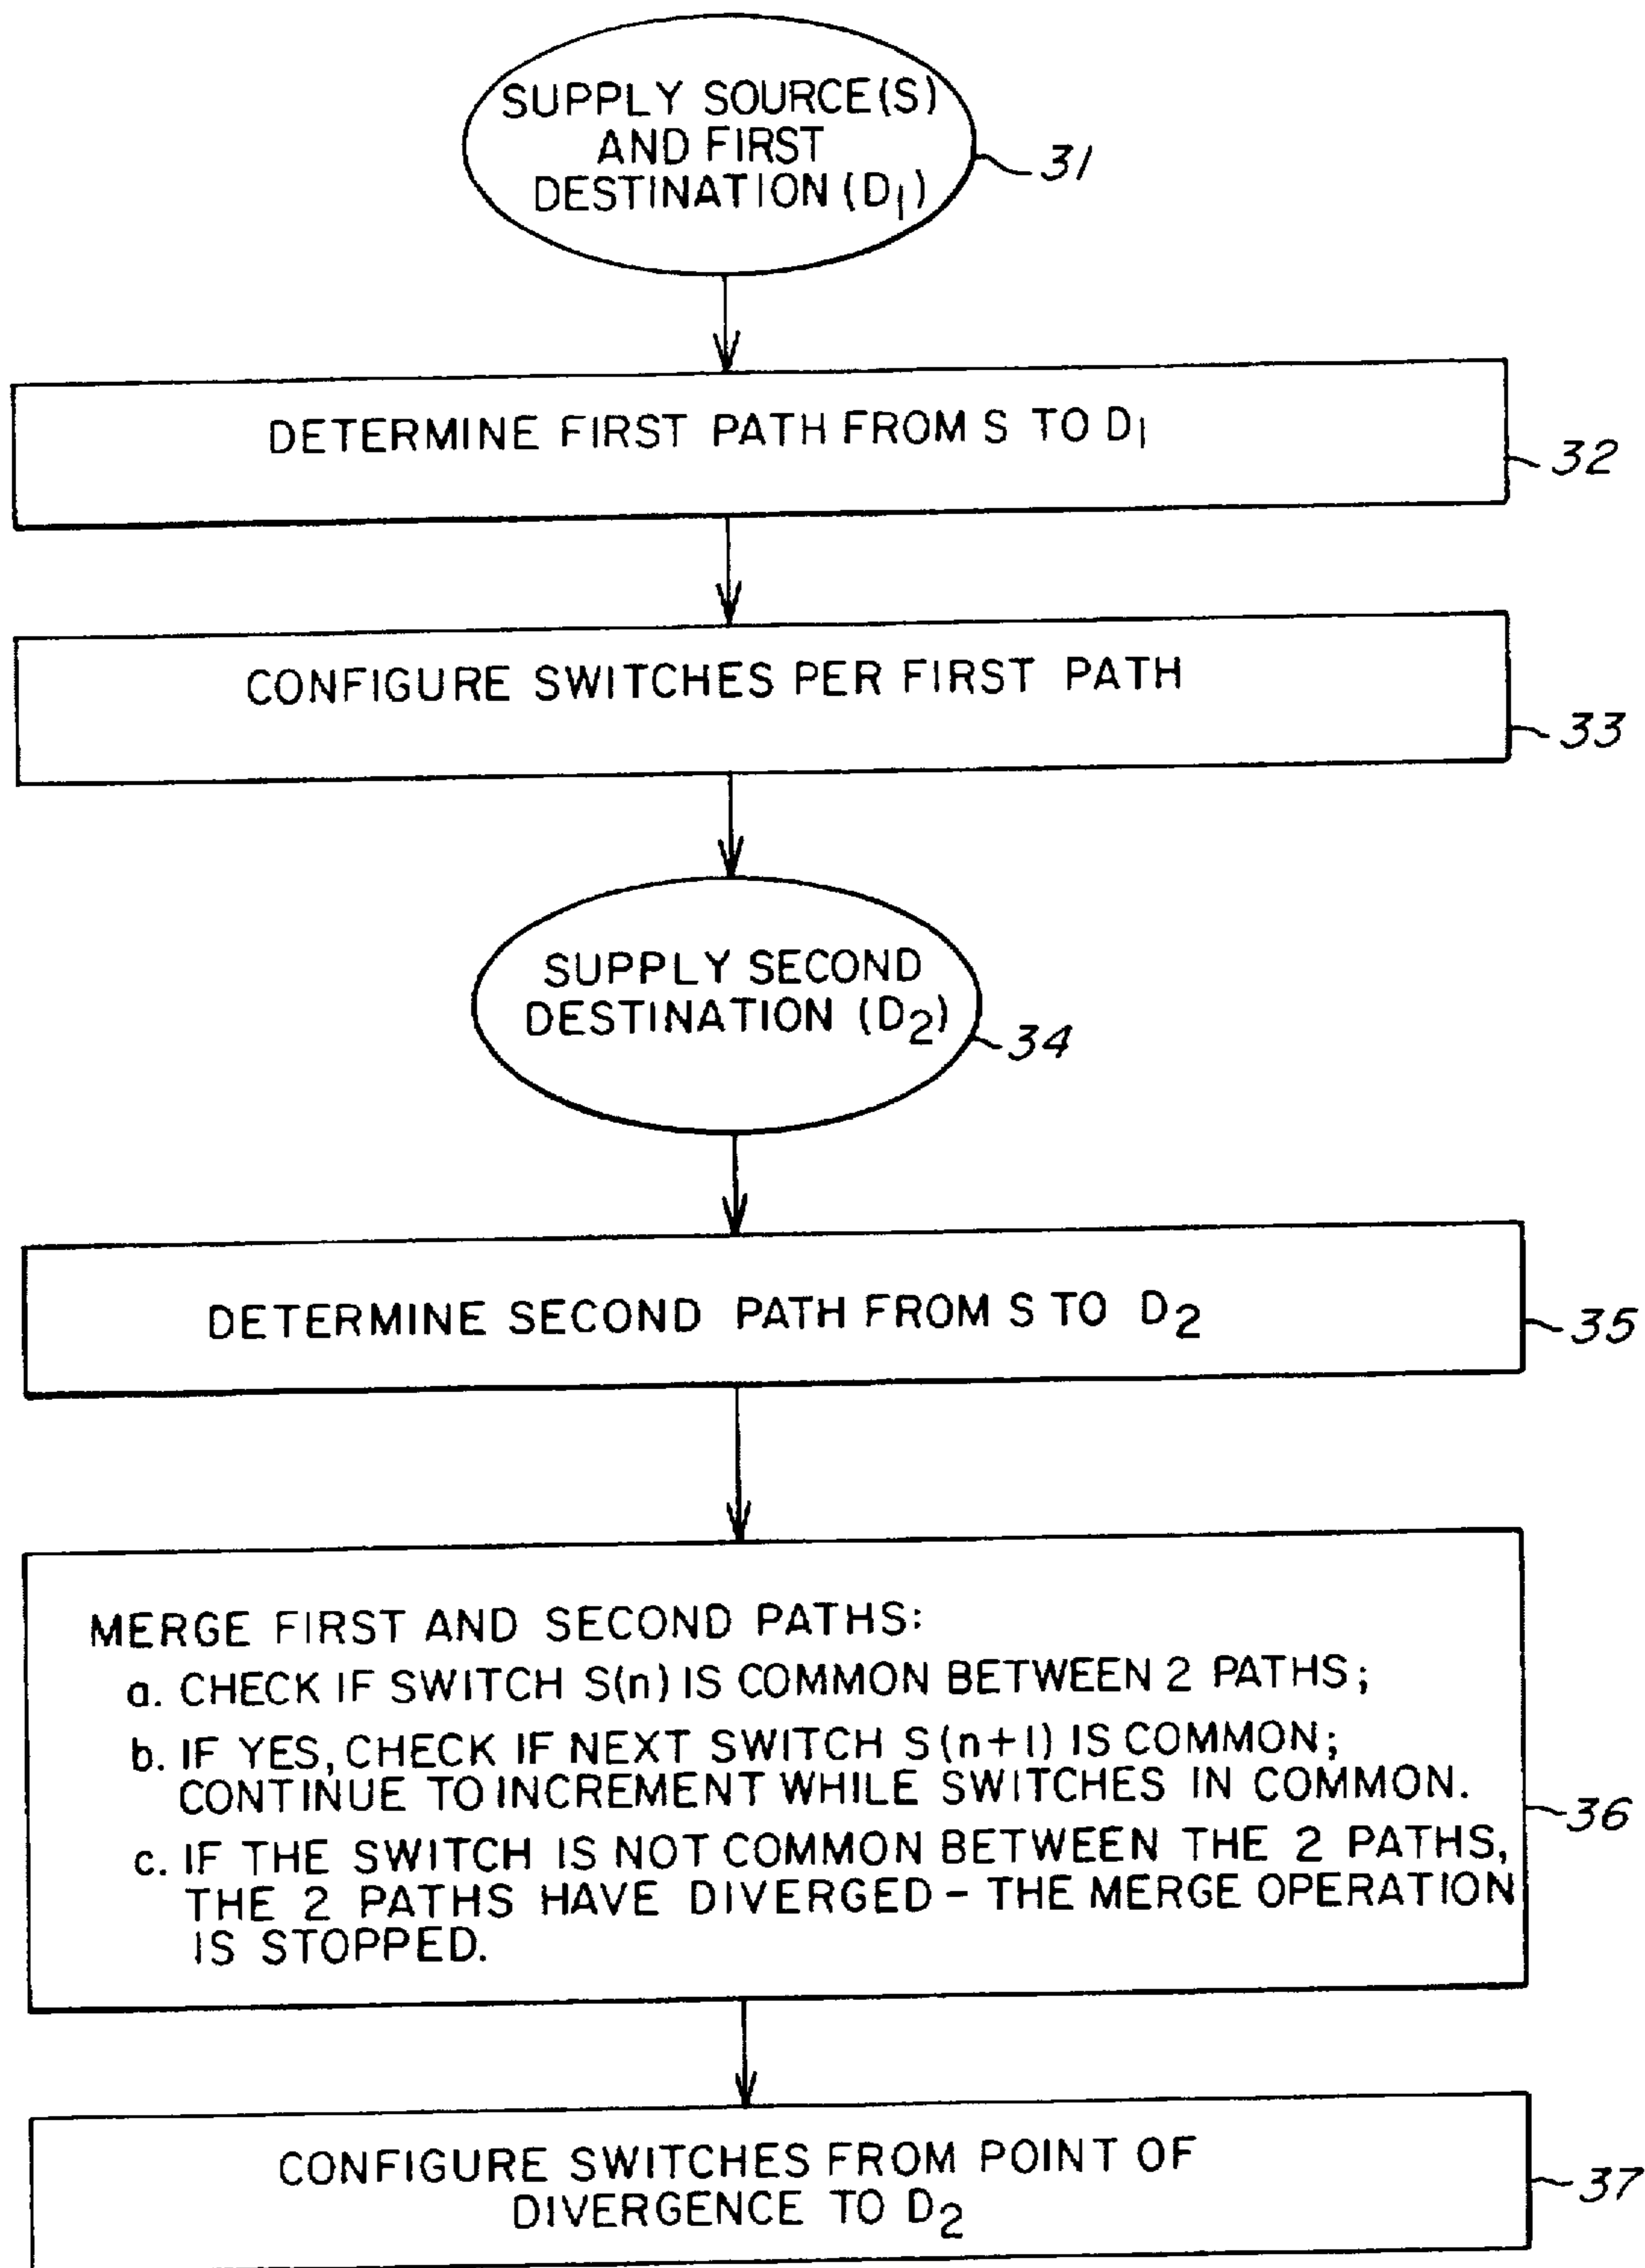 SUPPLY SOURCE(S)
AND FIRST
DESTINATION (D1)
31
DETERMINE FIRST PATH FROM S TO D1
32
CONFIGURE SWITCHES PER FIRST PATH
33
SUPPLY SECOND
DESTINATION (D2)
34
DETERMINE SECOND PATH FROM S TO D2
35
MERGE FIRST AND SECOND PATHS:
a. CHECK IF SWITCH S(n) IS COMMON BETWEEN 2 PATHS;
b. IF YES, CHECK IF NEXT SWITCH S(n+1) IS COMMON;
CONTINUE TO INCREMENT WHILE SWITCHES IN COMMON.
c. IF THE SWITCH IS NOT COMMON BETWEEN THE 2 PATHS,
THE 2 PATHS HAVE DIVERGED - THE MERGE OPERATION
IS STOPPED.
36
CONFIGURE SWITCHES FROM POINT OF
DIVERGENCE TO D2
37